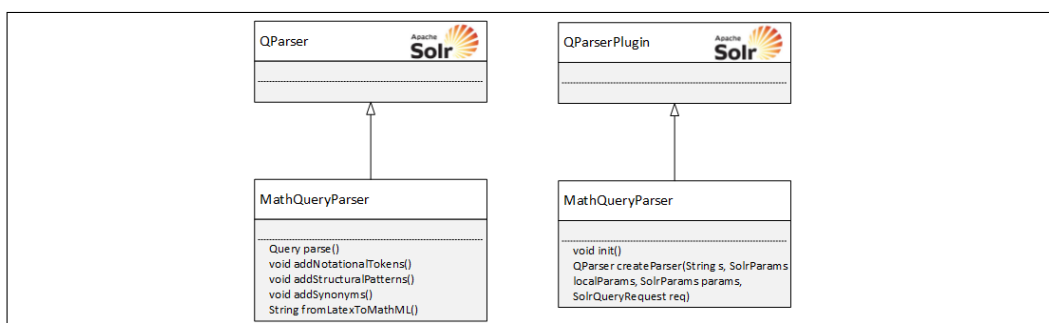 QParser
Apache
Solr
QParserPlugin
Apache
Solr
MathQueryParser
Query parse()
void addNotationalTokens()
void addStructuralPatterns()
void addSynonyms()
String fromLatexToMathML()
MathQueryParser
void init()
QParser createParser(String s, SolrParams
localParams, SolrParams params,
SolrQueryRequest req)